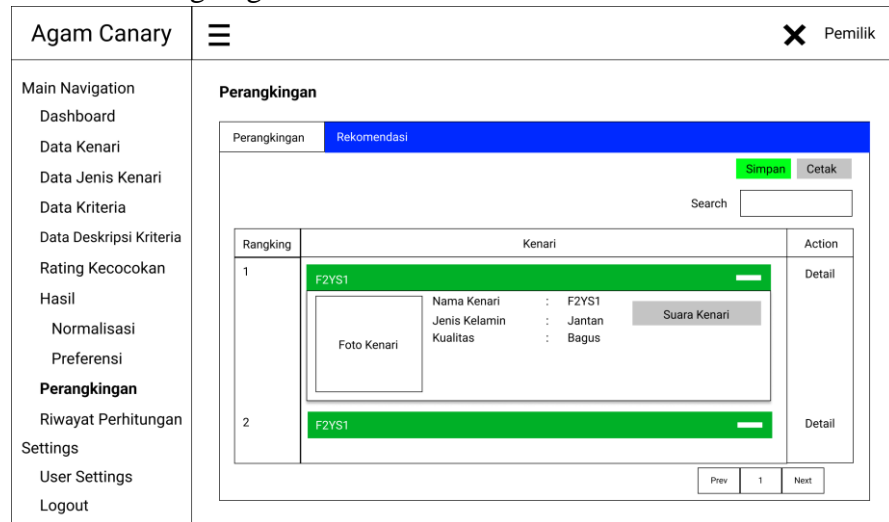 Agam Canary
Pemilik
Main Navigation
Dashboard
Data Kenari
Data Jenis Kenari
Data Kriteria
Data Deskripsi Kriteria
Rating Kecocokan
Hasil
Normalisasi
Preferensi
Perangkingan
Riwayat Perhitungan
Settings
User Settings
Logout
Perangkingan
Perangkingan Rekomendasi
Simpan Cetak
Search
Rangking Kenari Action
1 F2YS1 Detail
Foto Kenari
Nama Kenari : F2YS1
Jenis Kelamin : Jantan
Kualitas : Bagus
Suara Kenari
2 F2YS1 Detail
Prev 1 Next